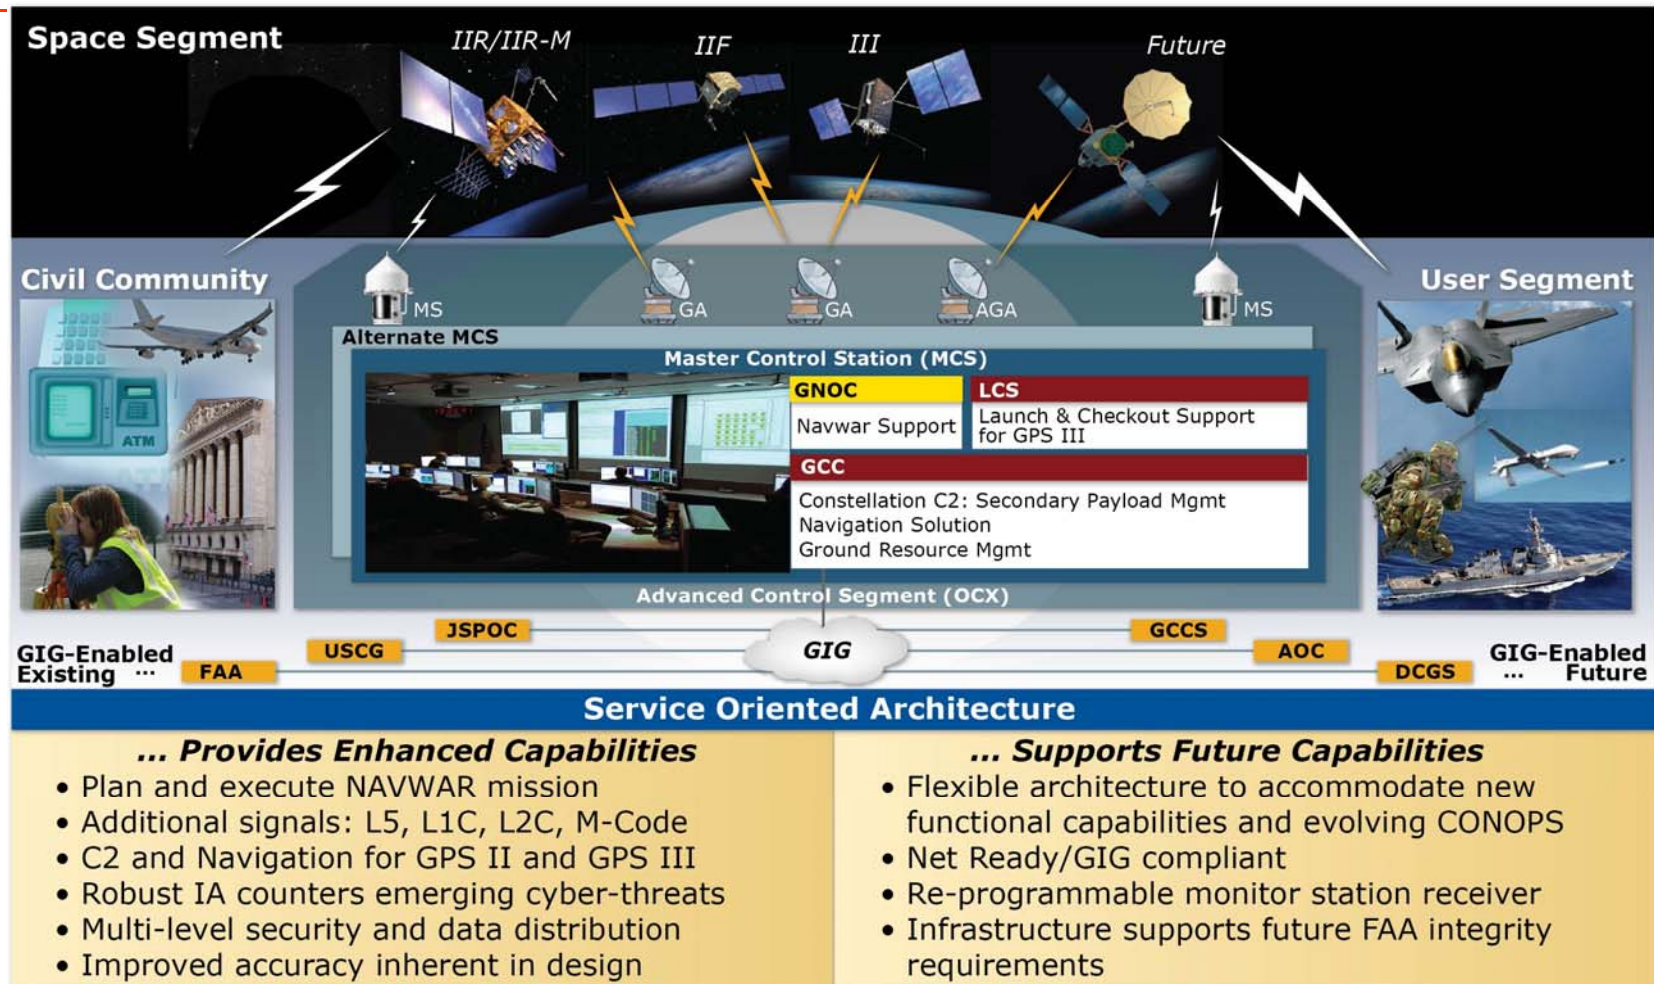 Space Segment
IIR/IIR-M
IIF
III
Future
Civil Community
User Segment
MS
GA
GA
AGA
MS
ATM
Alternate MCS
Master Control Station (MCS)
GNOC
Navwar Support
LCS
Launch & Checkout Support
for GPS III
GCC
Constellation C2: Secondary Payload Mgmt
Navigation Solution
Ground Resource Mgmt
Advanced Control Segment (OCX)
GIG-Enabled
Existing ...
FAA
USCG
JSPOC
GIG
GCCS
AOC
DCGS
GIG-Enabled
... Future
Service Oriented Architecture
... Provides Enhanced Capabilities
• Plan and execute NAVWAR mission
• Additional signals: L5, L1C, L2C, M-Code
• C2 and Navigation for GPS II and GPS III
• Robust IA counters emerging cyber-threats
• Multi-level security and data distribution
• Improved accuracy inherent in design
... Supports Future Capabilities
• Flexible architecture to accommodate new
functional capabilities and evolving CONOPS
• Net Ready/GIG compliant
• Re-programmable monitor station receiver
• Infrastructure supports future FAA integrity
requirements